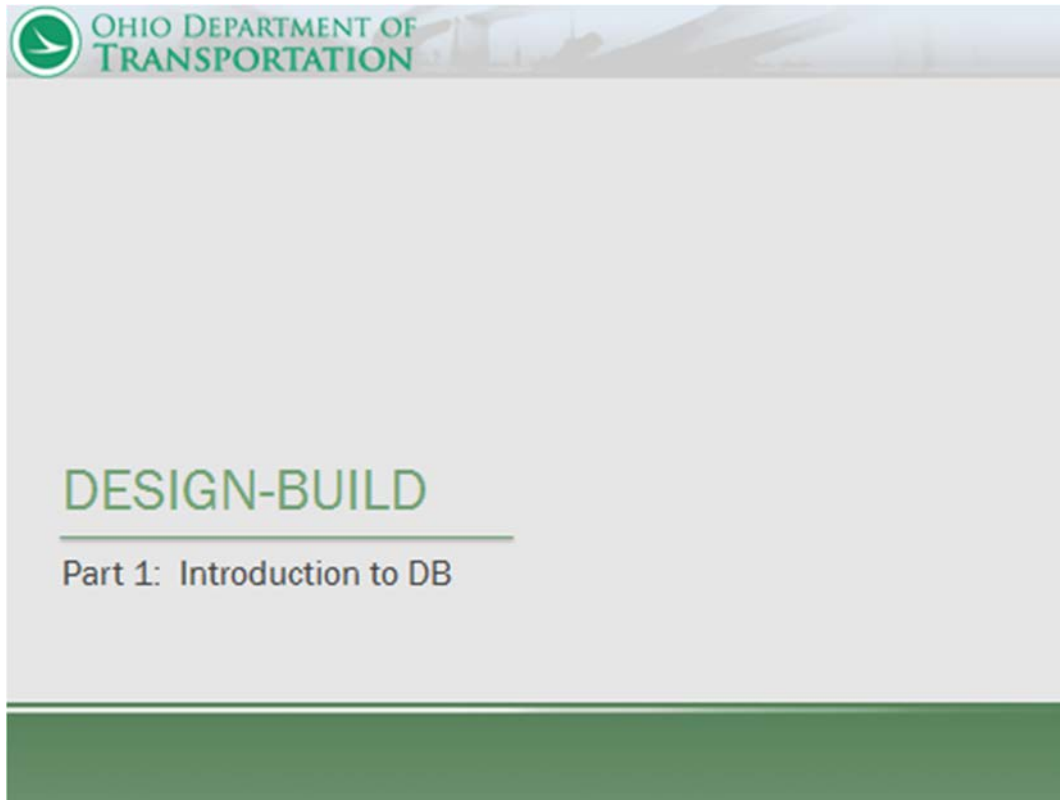 OHIO DEPARTMENT OF
TRANSPORTATION
DESIGN-BUILD
Part 1: Introduction to DB